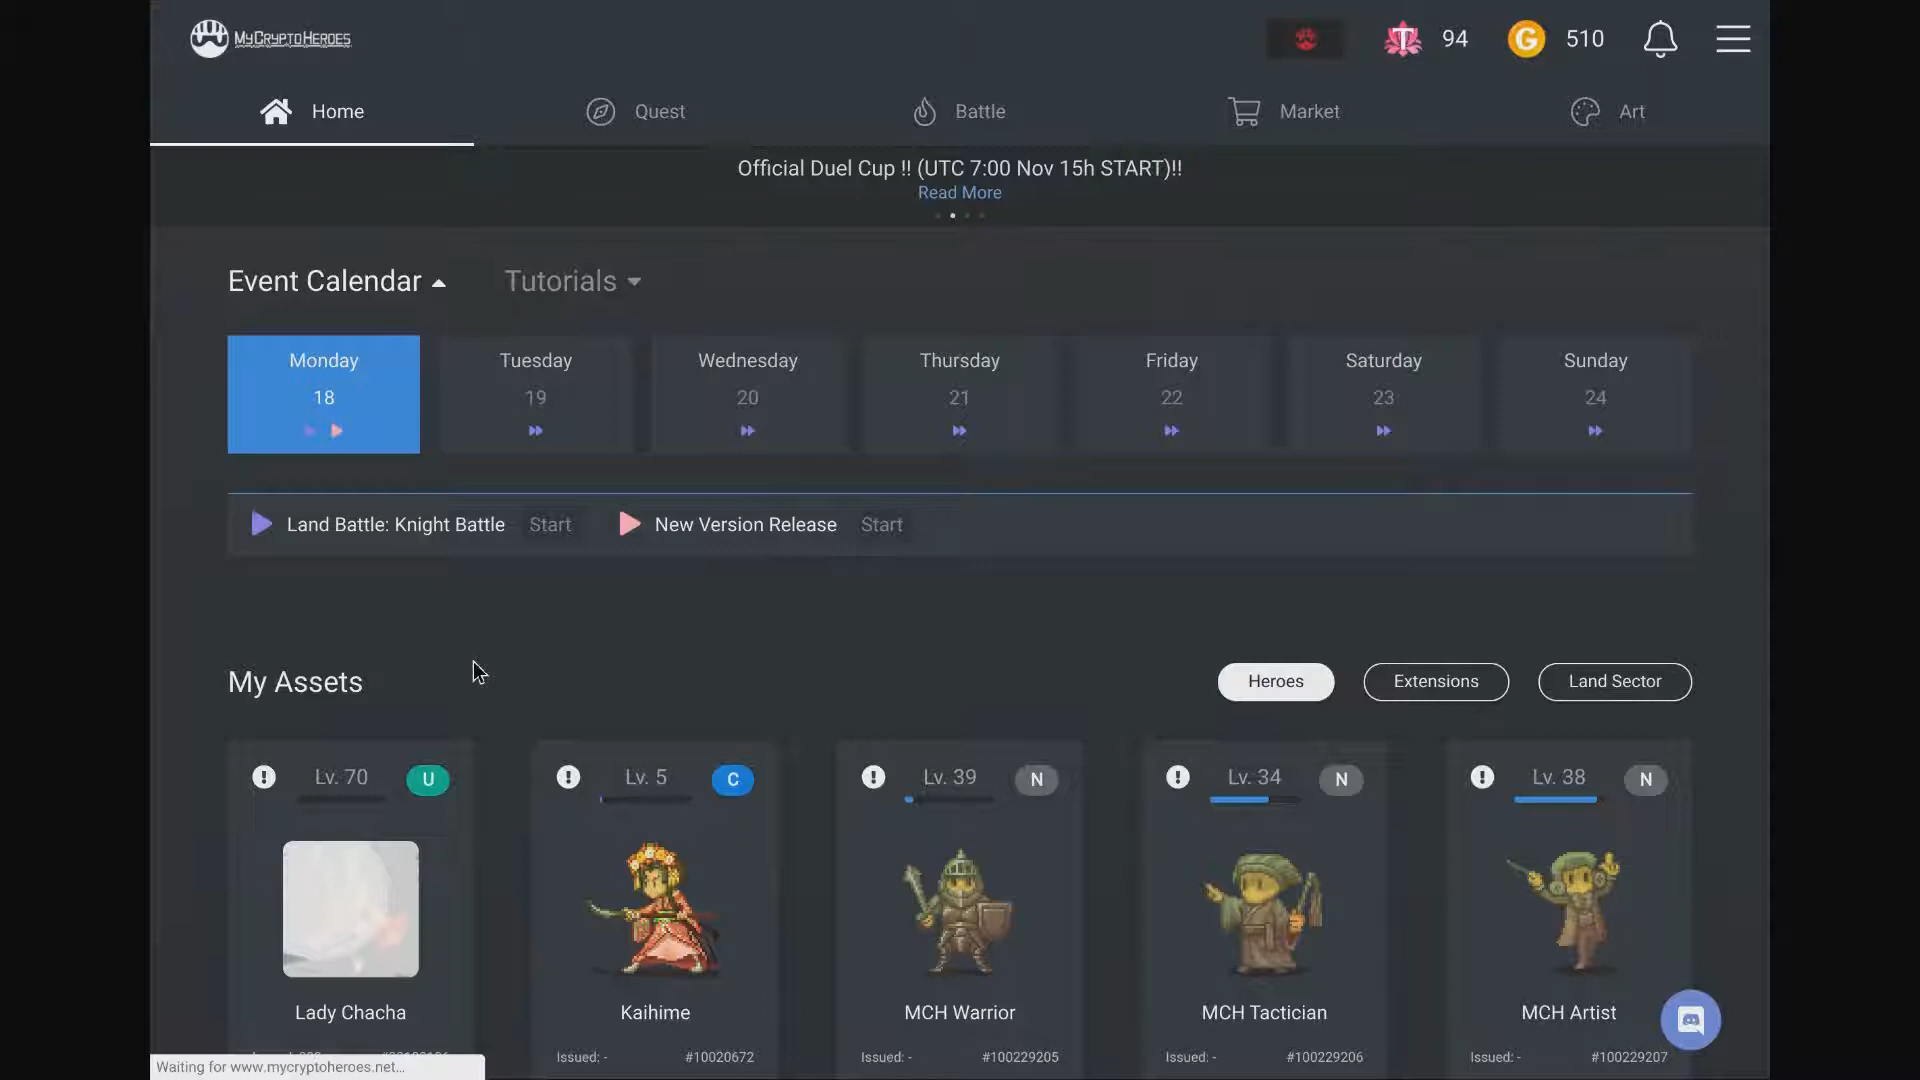 MyCryptoHeroes
94
G
510
Home
Quest
Battle
Market
Art
Official Duel Cup !! (UTC 7:00 Nov 15h START)!!
Read More
Event Calendar
Tutorials
Monday
18
Tuesday
19
Wednesday
20
Thursday
21
Friday
22
Saturday
23
Sunday
24
Land Battle: Knight Battle Start
New Version Release Start
My Assets
Heroes
Extensions
Land Sector
Lv. 70 U
Lv. 5 C
Lv. 39 N
Lv. 34 N
Lv. 38 N
Lady Chacha
Kaihime
MCH Warrior
MCH Tactician
MCH Artist
Issued: - #10020672
Issued: - #100229205
Issued: - #100229206
Issued: - #100229207
Waiting for www.mycryptoheroes.net...